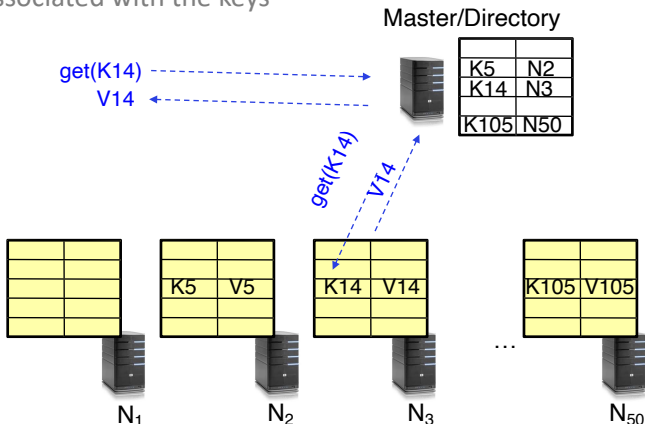 ssociated with the keys
Master/Directory
get(K14)
V14
K5 N2
K14 N3
K105 N50
get(K14)
V14
K5 V5
K14 V14
K105 V105
…
N1
N2
N3
N50